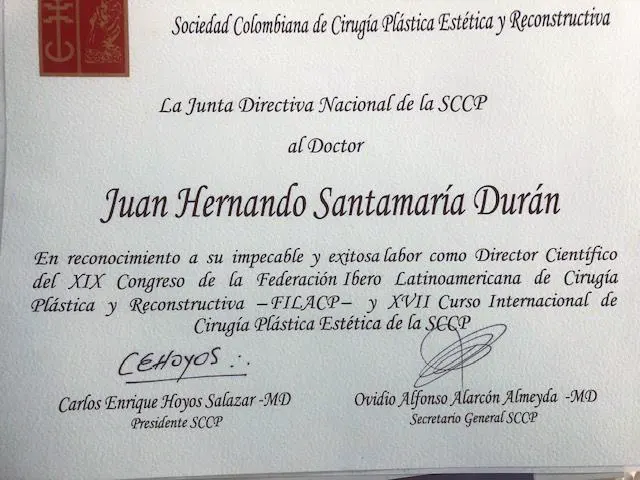 Sociedad Colombiana de Cirugía Plástica Estética y Reconstructiva
La Junta Directiva Nacional de la SCCP
al Doctor
Juan Hernando Santamaría Durán
En reconocimiento a su impecable y exitosa labor como Director Científico
del XIX Congreso de la Federación Ibero Latinoamericana de Cirugía
Plástica y Reconstructiva –FILACP– y XVII Curso Internacional de
Cirugía Plástica Estética de la SCCP
CEHOYOS
Carlos Enrique Hoyos Salazar -MD
Presidente SCCP
Ovidio Alfonso Alarcón Almeyda -MD
Secretario General SCCP